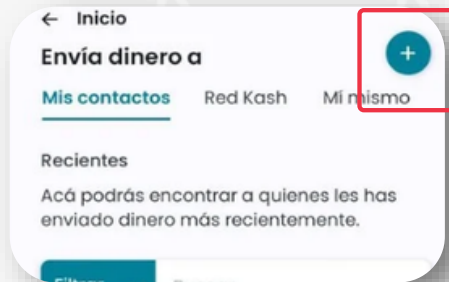 ← Inicio
Envía dinero a
+
Mis contactos Red Kash Mí mismo
Recientes
Acá podrás encontrar a quienes les has
enviado dinero más recientemente.